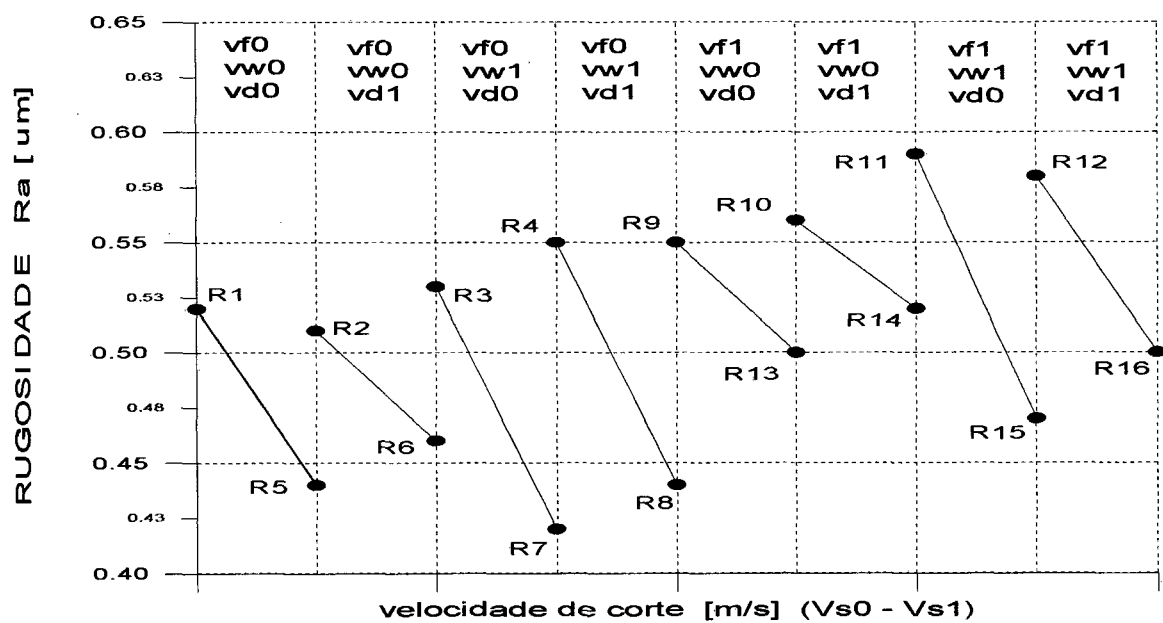 RUGOSIDADE Ra [um]
0.65
0.63
0.60
0.58
0.55
0.53
0.50
0.48
0.45
0.43
0.40
vf0 vf0 vf0 vf0 vf1 vf1 vf1 vf1
vw0 vw0 vw1 vw1 vw0 vw0 vw1 vw1
vd0 vd1 vd0 vd1 vd0 vd1 vd0 vd1
R11 R12
R10
R4 R9
R1 R3
R2 R14
R13 R16
R6 R15
R5 R8
R7
velocidade de corte [m/s] (Vs0 - Vs1)